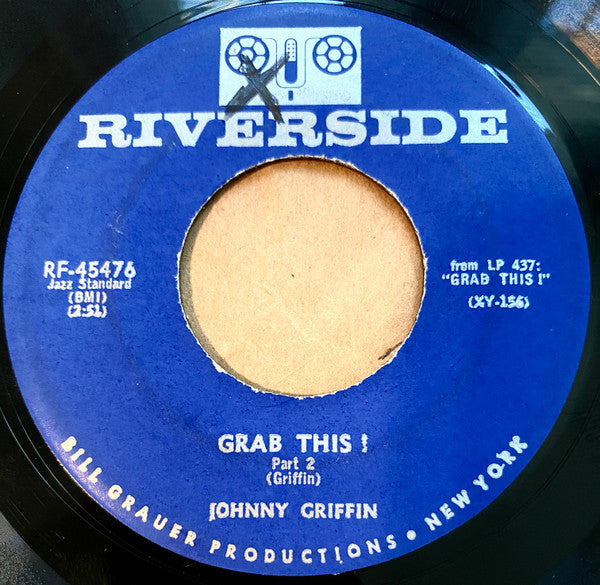 RIVERSIDE
RF-45476
Jazz Standard
(BMI)
(2:51)
from LP 437:
"GRAB THIS!"
(XY-156)
GRAB THIS!
Part 2
(Griffin)
JOHNNY GRIFFIN
BILL GRAUER PRODUCTIONS • NEW YORK